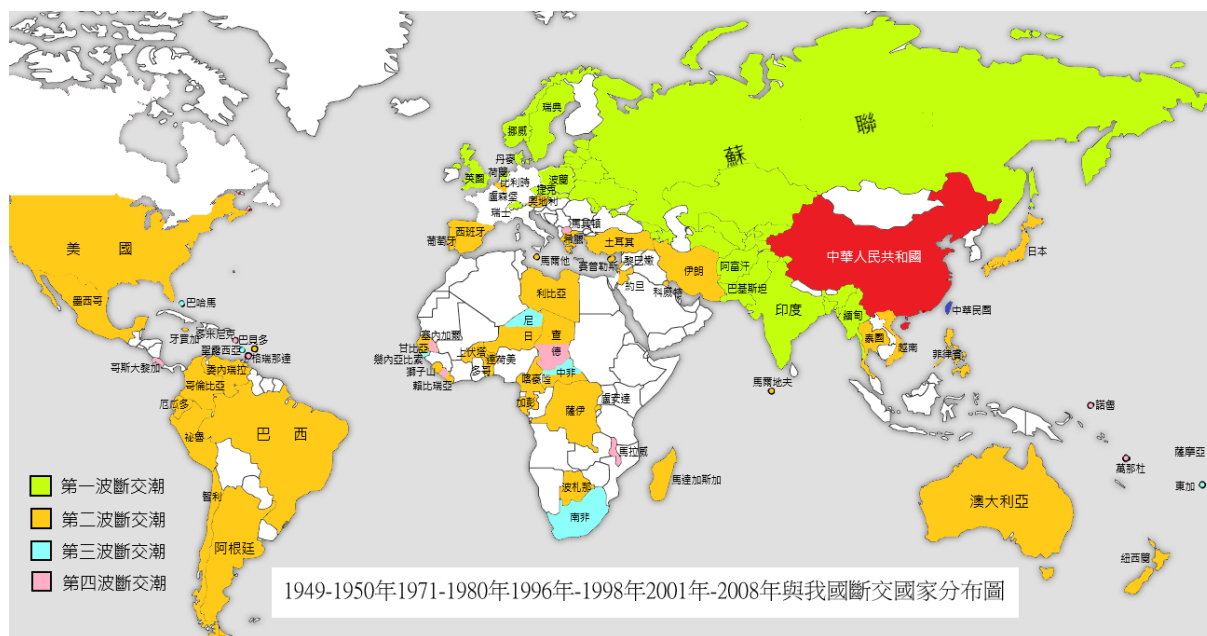 瑞典
挪威
聯
蘇
丹麥
荷蘭
英國
比利時
波蘭
捷克
盧森堡
奧地利
瑞士
馬其頓
美 國
葡萄牙
西班牙
希臘
土耳其
中華人民共和國
日本
馬爾他
賽普勒斯
黎巴嫩
伊朗
阿富汗
約旦
科威特
巴基斯坦
墨西哥
巴哈馬
利比亞
印度
緬甸
中華民國
尼
日
查
德
多米尼克
巴貝多
牙買加
塞內加爾
甘比亞
聖露西亞
格瑞那達
幾內亞比索
上伏塔
達荷美
中非
泰國
越南
菲律賓
哥斯大黎加
委內瑞拉
獅子山
多哥
喀麥隆
賴比瑞亞
哥倫比亞
馬爾地夫
加彭
盧安達
薩伊
厄瓜多
諾魯
祕魯
巴 西
馬拉威
薩摩亞
萬那杜
馬達加斯加
東加
波札那
智利
澳大利亞
南非
阿根廷
紐西蘭
第一波斷交潮
第二波斷交潮
第三波斷交潮
第四波斷交潮
1949-1950年1971-1980年1996年-1998年2001年-2008年與我國斷交國家分布圖